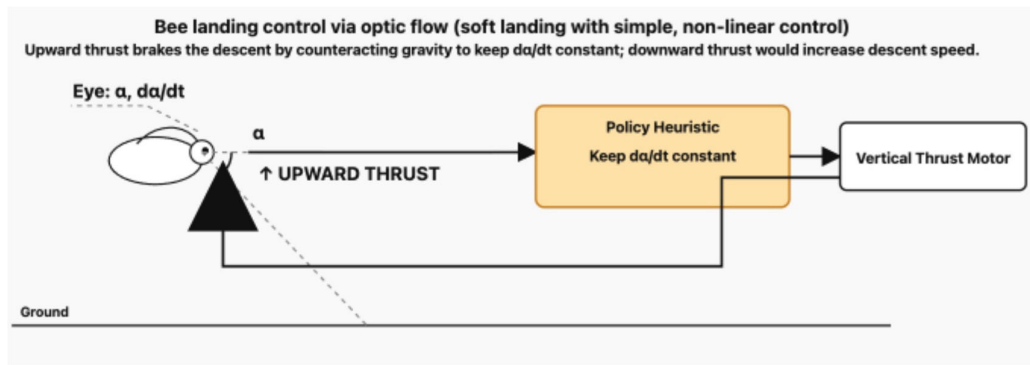 Bee landing control via optic flow (soft landing with simple, non-linear control)
Upward thrust brakes the descent by counteracting gravity to keep dα/dt constant; downward thrust would increase descent speed.
Eye: α, dα/dt
α
↑ UPWARD THRUST
Policy Heuristic
Keep dα/dt constant
Vertical Thrust Motor
Ground